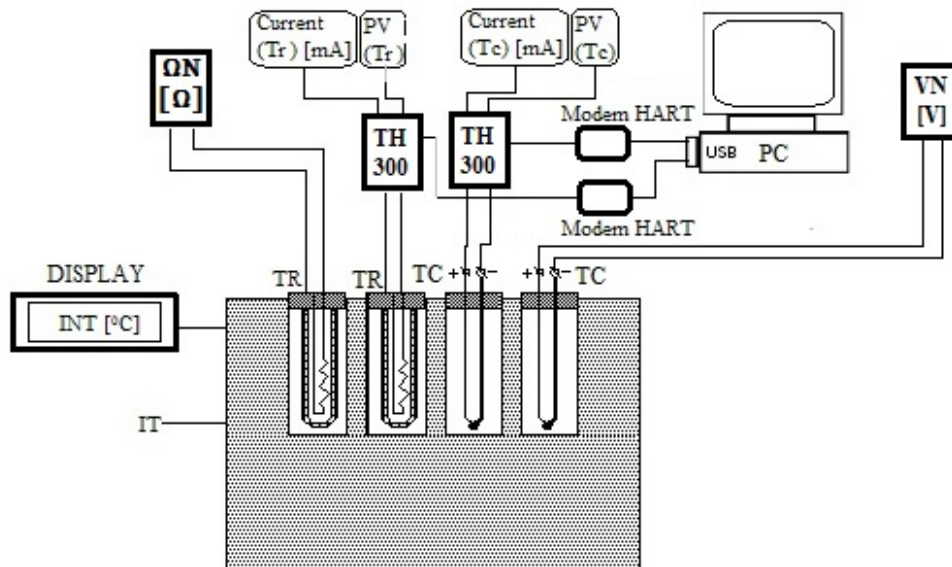 Current
(Tr) [mA]
PV
(Tr)
Current
(Tc) [mA]
PV
(Tc)
ΩN
[Ω]
TH
300
TH
300
Modem HART
USB
PC
VN
[V]
Modem HART
DISPLAY
INT [⁰C]
TR
TR
TC
+
-
+
-
TC
IT